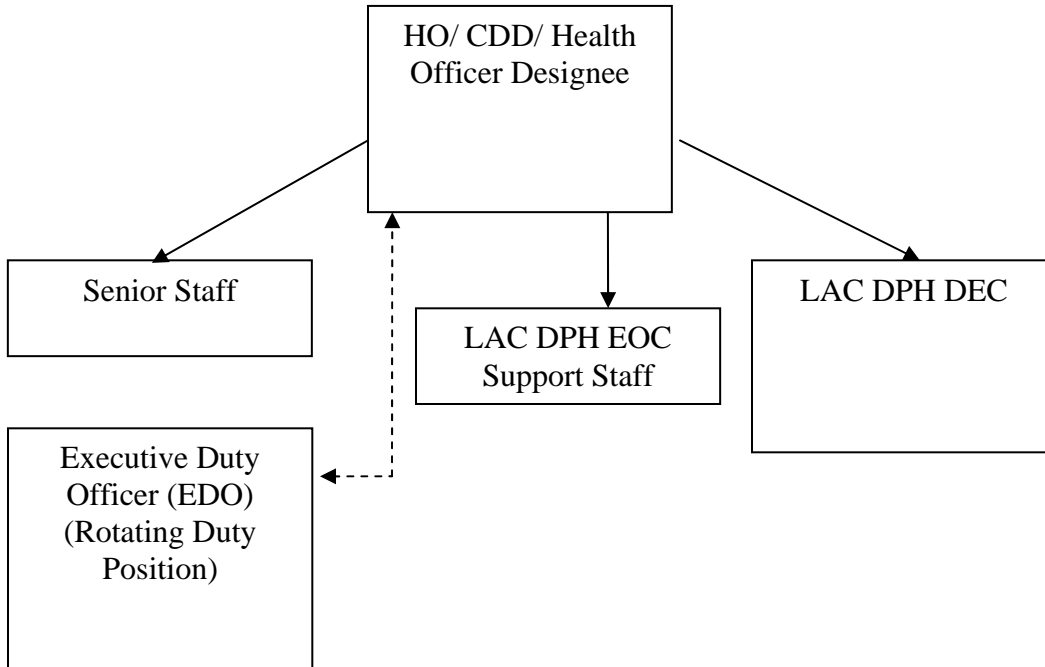 HO/ CDD/ Health
Officer Designee
Senior Staff
LAC DPH EOC
Support Staff
LAC DPH DEC
Executive Duty
Officer (EDO)
(Rotating Duty
Position)